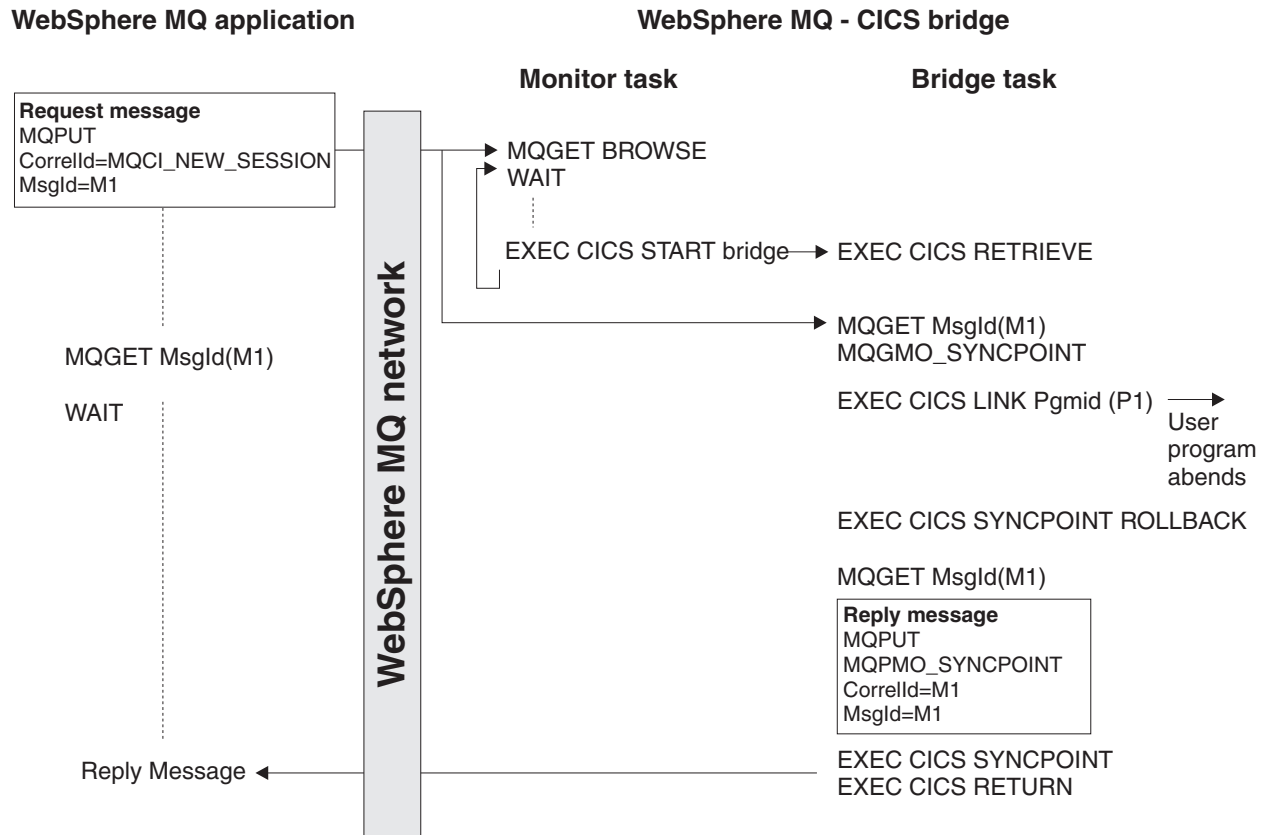 WebSphere MQ application
WebSphere MQ - CICS bridge
Monitor task
Bridge task
Request message
MQPUT
CorrelId=MQCI_NEW_SESSION
MsgId=M1
MQGET BROWSE
WAIT
EXEC CICS START bridge
EXEC CICS RETRIEVE
WebSphere MQ network
MQGET MsgId(M1)
WAIT
MQGET MsgId(M1)
MQGMO_SYNCPOINT
EXEC CICS LINK Pgmid (P1)
User
program
abends
EXEC CICS SYNCPOINT ROLLBACK
MQGET MsgId(M1)
Reply message
MQPUT
MQPMO_SYNCPOINT
CorrelId=M1
MsgId=M1
Reply Message
EXEC CICS SYNCPOINT
EXEC CICS RETURN